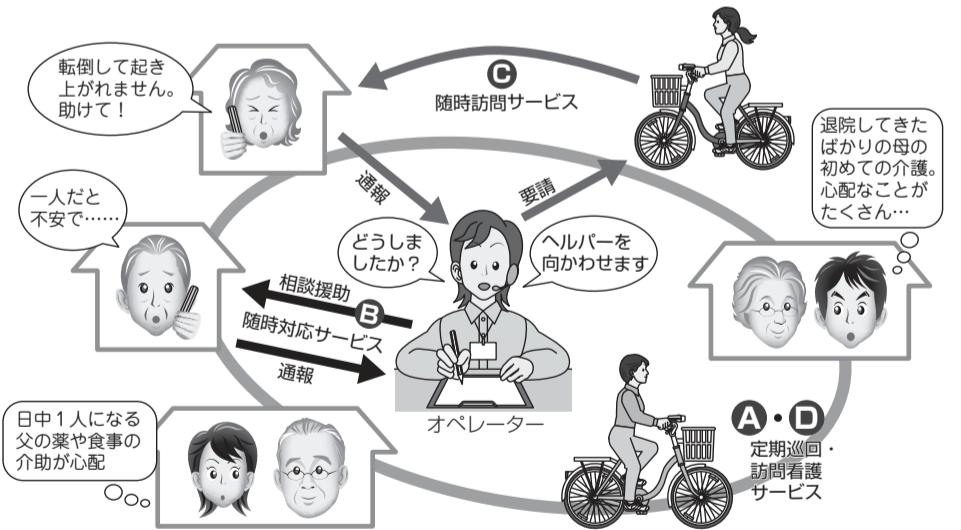 転倒して起き
上がれません。
助けて！
C
随時訪問サービス
退院してきた
ばかりの母の
初めての介護。
心配なことが
たくさん…
通報
要請
一人だと
不安で……
どうしま
したか？
ヘルパーを
向かわせます
相談援助
B
随時対応サービス
通報
オペレーター
日中１人になる
父の薬や食事の
介助が心配
A・D
定期巡回・
訪問看護
サービス